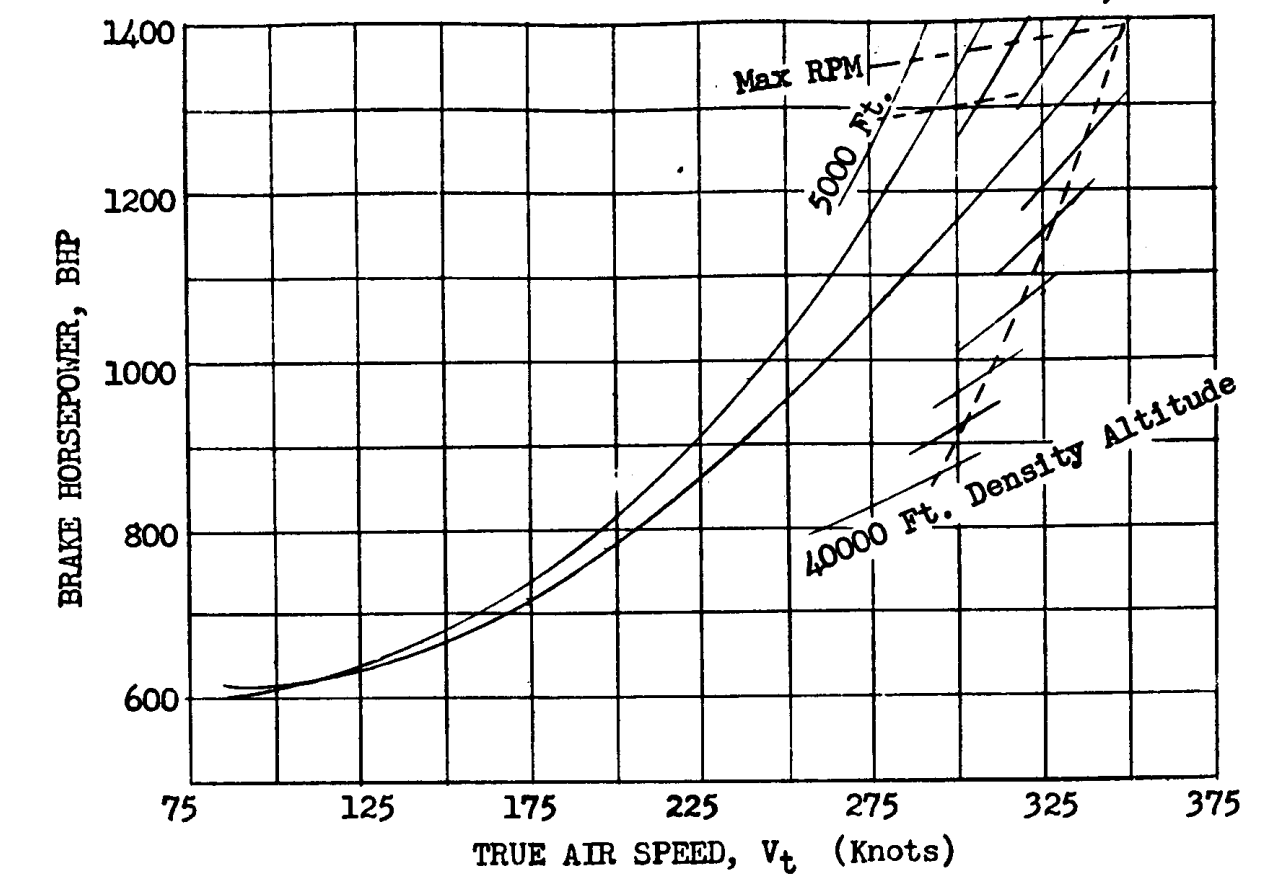 1400
Max RPM
5000 Ft.
1200
BRAKE HORSEPOWER, BHP
1000
40000 Ft. Density Altitude
800
600
75 125 175 225 275 325 375
TRUE AIR SPEED, Vt (Knots)